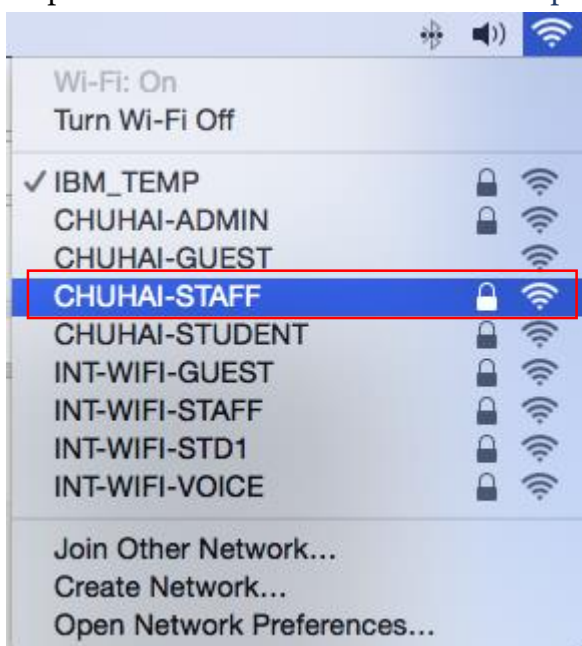 Wi-Fi: On
Turn Wi-Fi Off
IBM_TEMP
CHUHAI-ADMIN
CHUHAI-GUEST
CHUHAI-STAFF
CHUHAI-STUDENT
INT-WIFI-GUEST
INT-WIFI-STAFF
INT-WIFI-STD1
INT-WIFI-VOICE
Join Other Network...
Create Network...
Open Network Preferences...